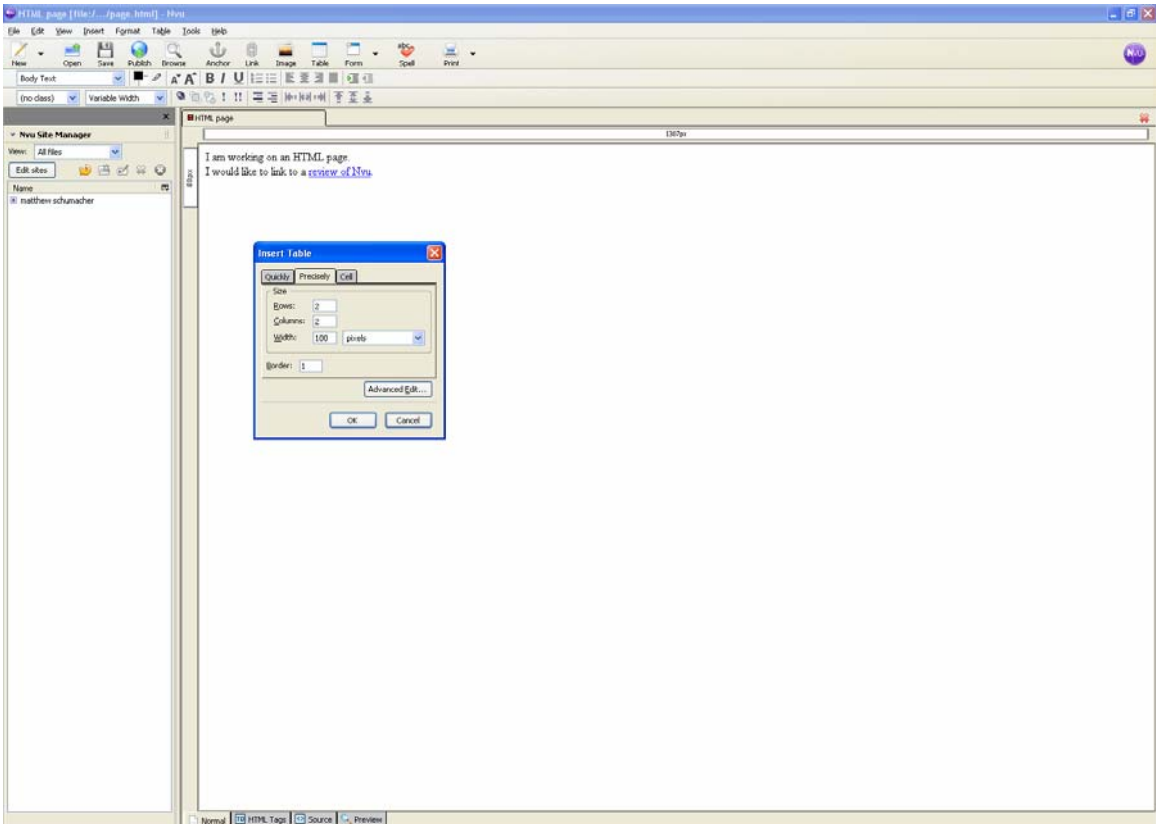 HTML page [file:/.../page.html] - Nvu
File Edit View Insert Format Table Tools Help
New Open Save Publish Browse Anchor Link Image Table Form Spell Print
Nvu
Body Text
(no class) Variable Width
HTML page
Nvu Site Manager
1307px
View: All files
Edit sites
Name
matthew schumacher
I am working on an HTML page.
I would like to link to a review of Nvu.
Insert Table
Quickly Precisely Cell
Size
Rows: 2
Columns: 2
Width: 100 pixels
Border: 1
Advanced Edit...
OK Cancel
Normal HTML Tags Source Preview